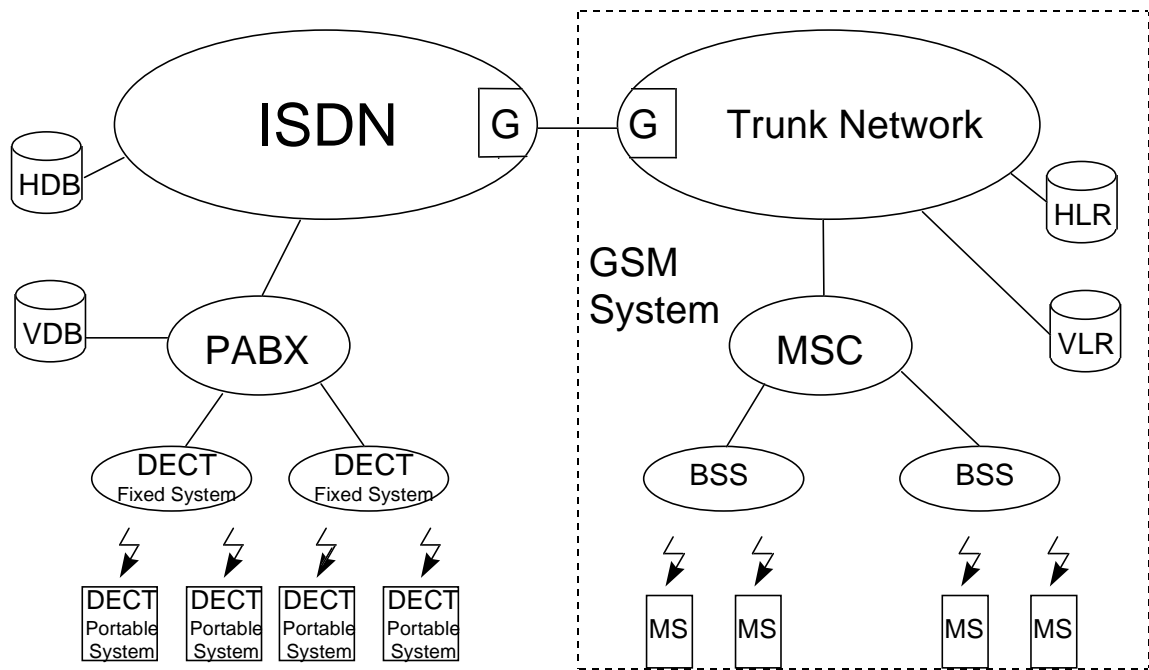 ISDN
G
G
Trunk Network
HDB
HLR
GSM
System
VDB
PABX
MSC
VLR
DECT
Fixed System
DECT
Fixed System
BSS
BSS
DECT
Portable
System
DECT
Portable
System
DECT
Portable
System
DECT
Portable
System
MS
MS
MS
MS